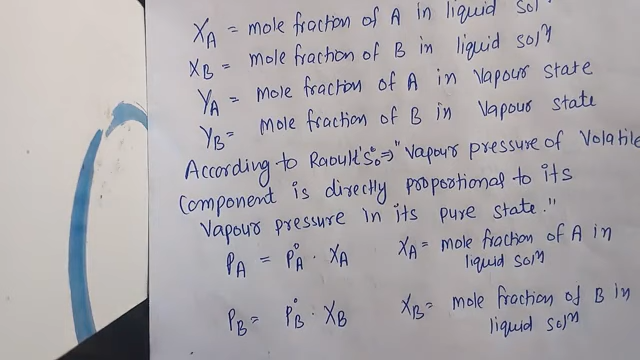 XA = mole fraction of A in liquid solⁿ
XB = mole fraction of B in liquid solⁿ
YA = mole fraction of A in Vapour state
YB = mole fraction of B in Vapour state
According to Raoult's⇒"Vapour pressure of Volatile
Component is directly proportional to its
Vapour pressure in its pure state."
PA = P°A · XA XA = mole fraction of A in
liquid solⁿ
PB = P°B · XB XB = mole fraction of B in
liquid solⁿ